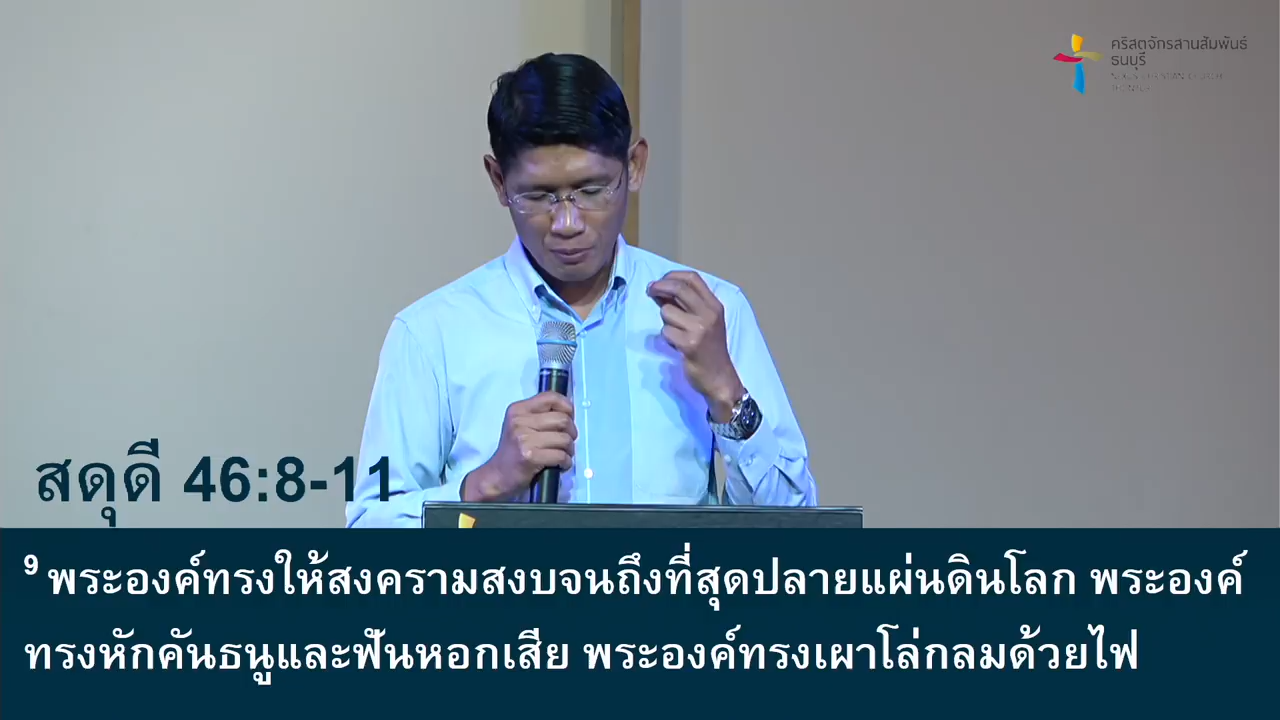 คริสตจักรสานสัมพันธ์
ธนบุรี
สดุดี 46:8-11
9 พระองค์ทรงให้สงครามสงบจนถึงที่สุดปลายแผ่นดินโลก พระองค์
ทรงหักคันธนูและฟันหอกเสีย พระองค์ทรงเผาโล่กลมด้วยไฟ